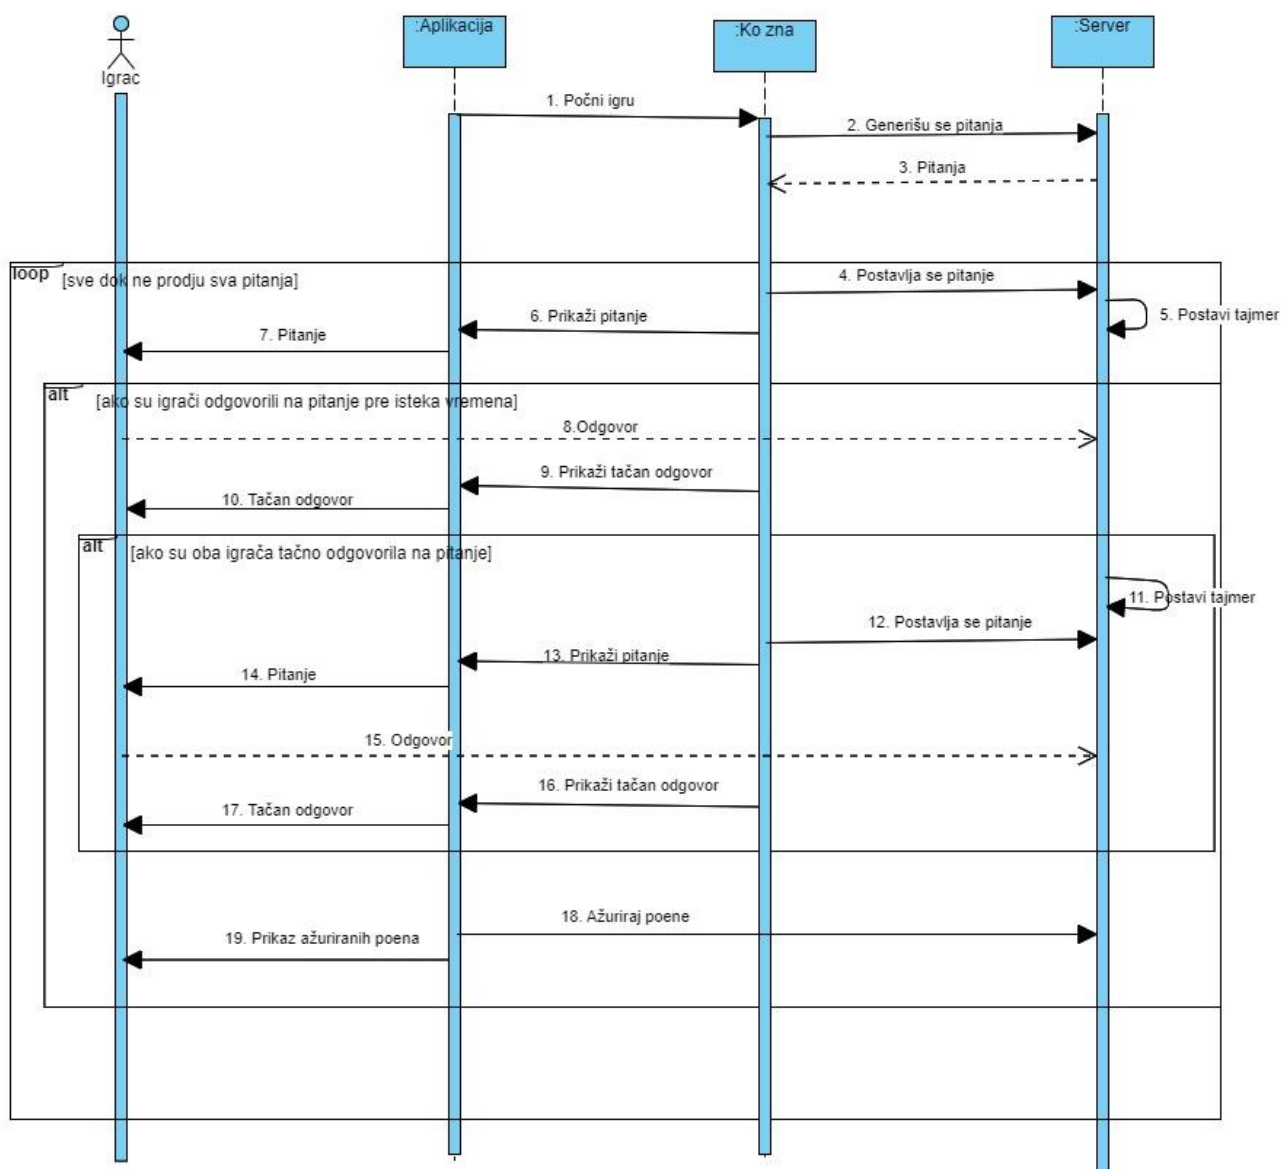 :Aplikacija
:Ko zna
:Server
Igrac
1. Počni igru
2. Generišu se pitanja
3. Pitanja
loop
[sve dok ne prodju sva pitanja]
4. Postavlja se pitanje
5. Postavi tajmer
6. Prikaži pitanje
7. Pitanje
alt
[ako su igrači odgovorili na pitanje pre isteka vremena]
8.Odgovor
9. Prikaži tačan odgovor
10. Tačan odgovor
alt
[ako su oba igrača tačno odgovorila na pitanje]
11. Postavi tajmer
12. Postavlja se pitanje
13. Prikaži pitanje
14. Pitanje
15. Odgovor
16. Prikaži tačan odgovor
17. Tačan odgovor
18. Ažuriraj poene
19. Prikaz ažuriranih poena